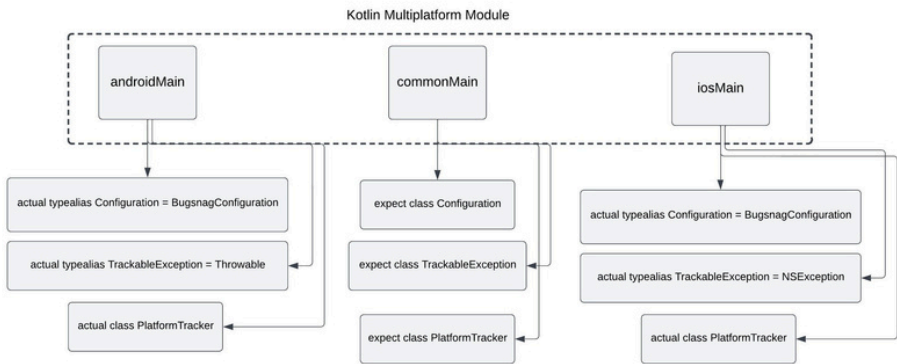 Kotlin Multiplatform Module
androidMain
commonMain
iosMain
actual typealias Configuration = BugsnagConfiguration
expect class Configuration
actual typealias Configuration = BugsnagConfiguration
actual typealias TrackableException = Throwable
expect class TrackableException
actual typealias TrackableException = NSException
actual class PlatformTracker
expect class PlatformTracker
actual class PlatformTracker